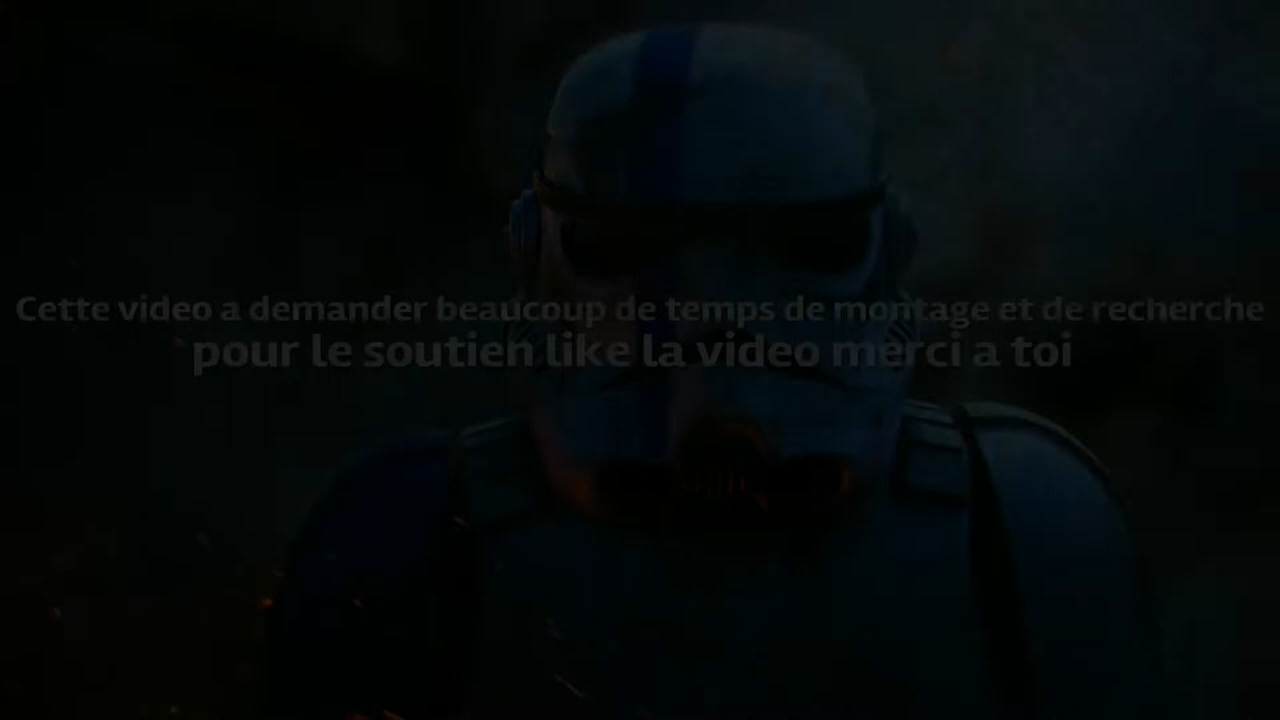 Cette video a demander beaucoup de temps de montage et de recherche
pour le soutien like la video merci a toi